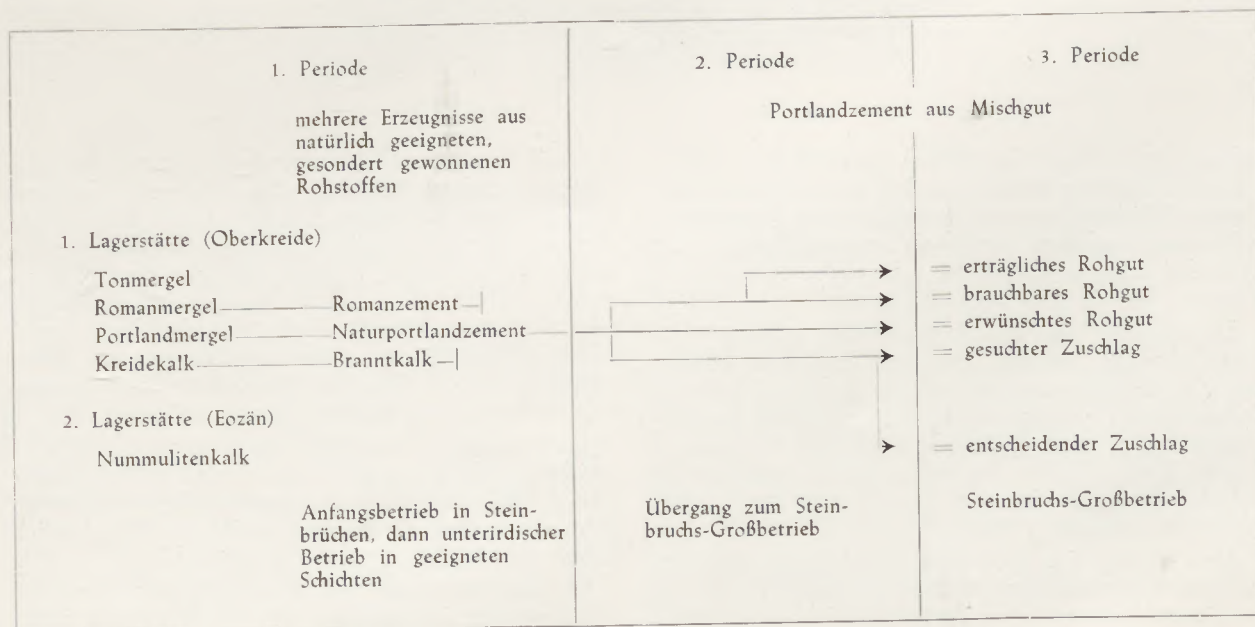 1. Periode
2. Periode
3. Periode
mehrere Erzeugnisse aus
natürlich geeigneten,
gesondert gewonnenen
Rohstoffen
Portlandzement aus Mischgut
1. Lagerstätte (Oberkreide)
Tonmergel = erträgliches Rohgut
Romanmergel Romanzement = brauchbares Rohgut
Portlandmergel Naturportlandzement = erwünschtes Rohgut
Kreidekalk Branntkalk = gesuchter Zuschlag
2. Lagerstätte (Eozän)
Nummulitenkalk = entscheidender Zuschlag
Anfangsbetrieb in Stein-
brüchen, dann unterirdischer
Betrieb in geeigneten
Schichten
Übergang zum Stein-
bruchs-Großbetrieb
Steinbruchs-Großbetrieb